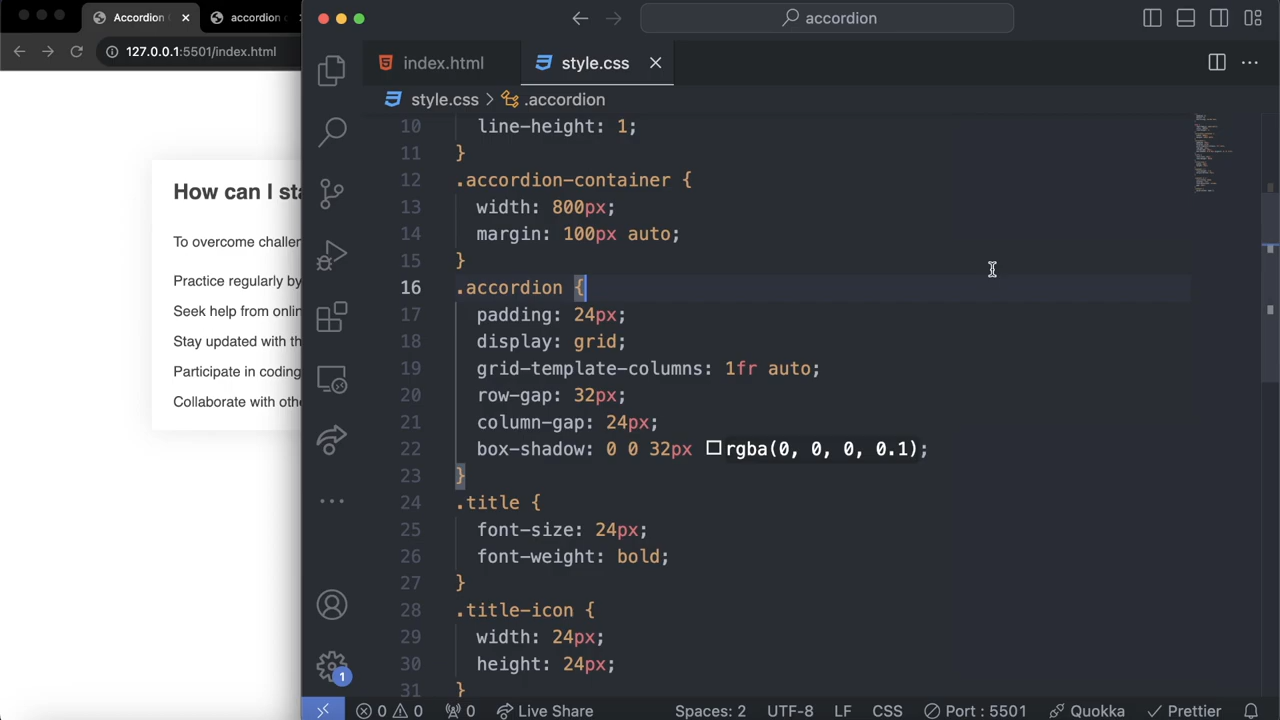 Accordion
accordion
accordion
127.0.0.1:5501/index.html
index.html
style.css
style.css > .accordion
10 line-height: 1;
11 }
12 .accordion-container {
13 width: 800px;
14 margin: 100px auto;
15 }
16 .accordion {
17 padding: 24px;
18 display: grid;
19 grid-template-columns: 1fr auto;
20 row-gap: 32px;
21 column-gap: 24px;
22 box-shadow: 0 0 32px rgba(0, 0, 0, 0.1);
23 }
24 .title {
25 font-size: 24px;
26 font-weight: bold;
27 }
28 .title-icon {
29 width: 24px;
30 height: 24px;
31 }
How can I sta
To overcome challen
Practice regularly by
Seek help from onlin
Stay updated with th
Participate in coding
Collaborate with othe
1
0 0 0 Live Share Spaces: 2 UTF-8 LF CSS Port : 5501 Quokka Prettier